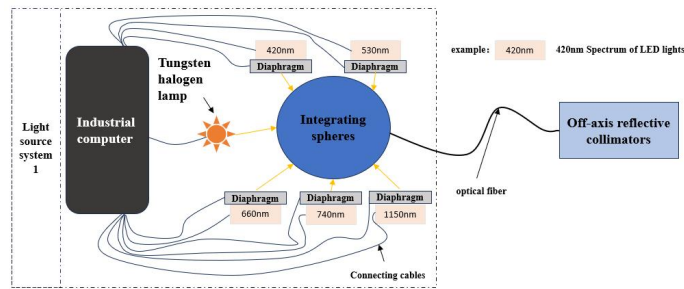 420nm
530nm
example: 420nm 420nm Spectrum of LED lights
Diaphragm
Diaphragm
Tungsten
halogen
lamp
Industrial
computer
Integrating
spheres
Light
source
system
1
Off-axis reflective
collimators
optical fiber
Diaphragm
Diaphragm
Diaphragm
660nm
740nm
1150nm
Connecting cables